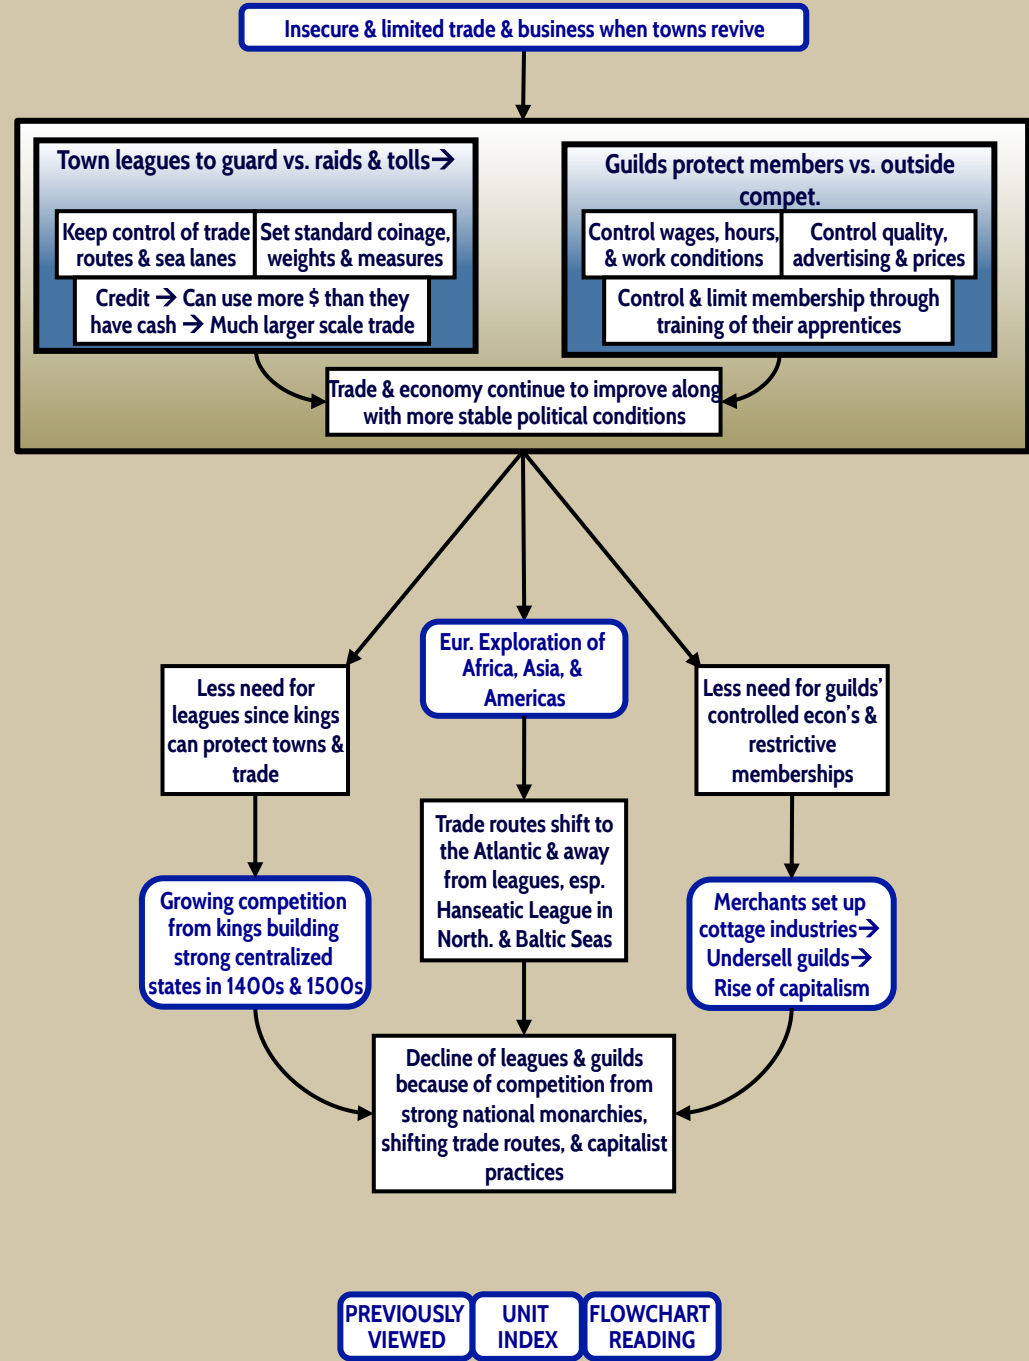 Insecure & limited trade & business when towns revive
Town leagues to guard vs. raids & tolls→
Keep control of trade
routes & sea lanes
Set standard coinage,
weights & measures
Credit → Can use more $ than they
have cash → Much larger scale trade
Guilds protect members vs. outside
compet.
Control wages, hours,
& work conditions
Control quality,
advertising & prices
Control & limit membership through
training of their apprentices
Trade & economy continue to improve along
with more stable political conditions
Less need for
leagues since kings
can protect towns &
trade
Eur. Exploration of
Africa, Asia, &
Americas
Less need for guilds’
controlled econ’s &
restrictive
memberships
Growing competition
from kings building
strong centralized
states in 1400s & 1500s
Trade routes shift to
the Atlantic & away
from leagues, esp.
Hanseatic League in
North. & Baltic Seas
Merchants set up
cottage industries→
Undersell guilds→
Rise of capitalism
Decline of leagues & guilds
because of competition from
strong national monarchies,
shifting trade routes, & capitalist
practices
PREVIOUSLY
VIEWED
UNIT
INDEX
FLOWCHART
READING